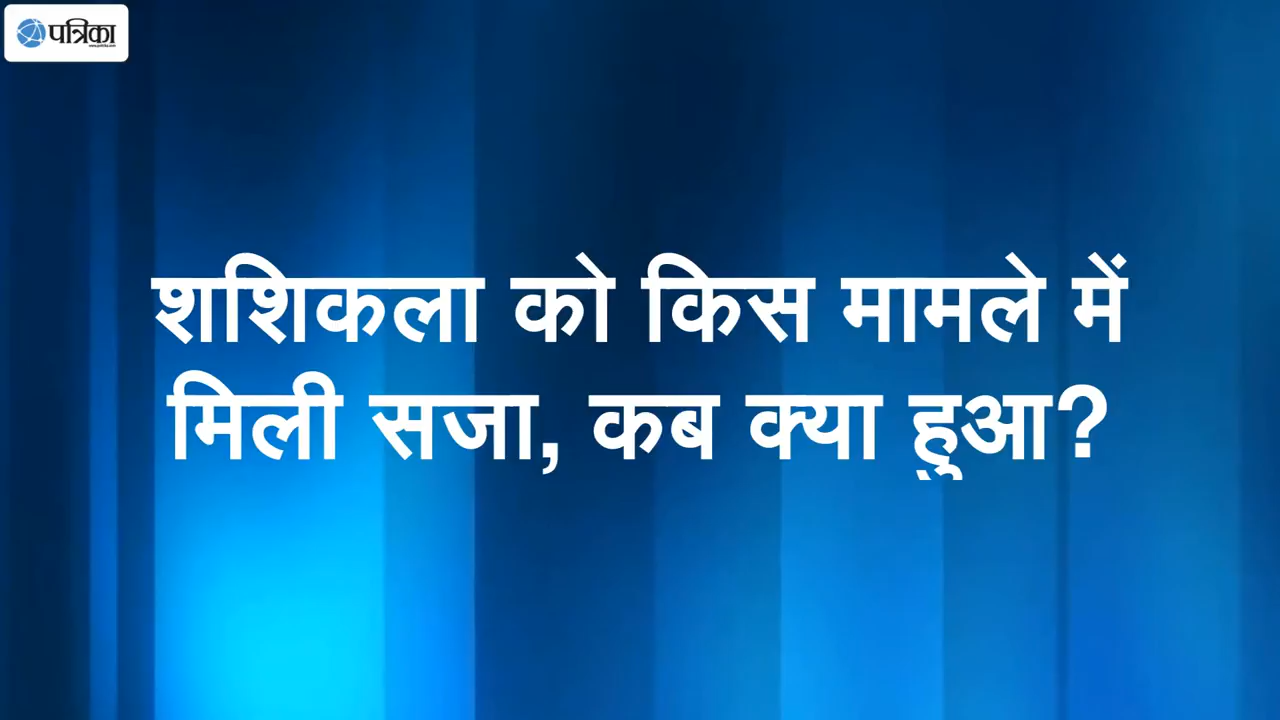 पत्रिका
शशिकला को किस मामले में
मिली सजा, कब क्या हुआ?